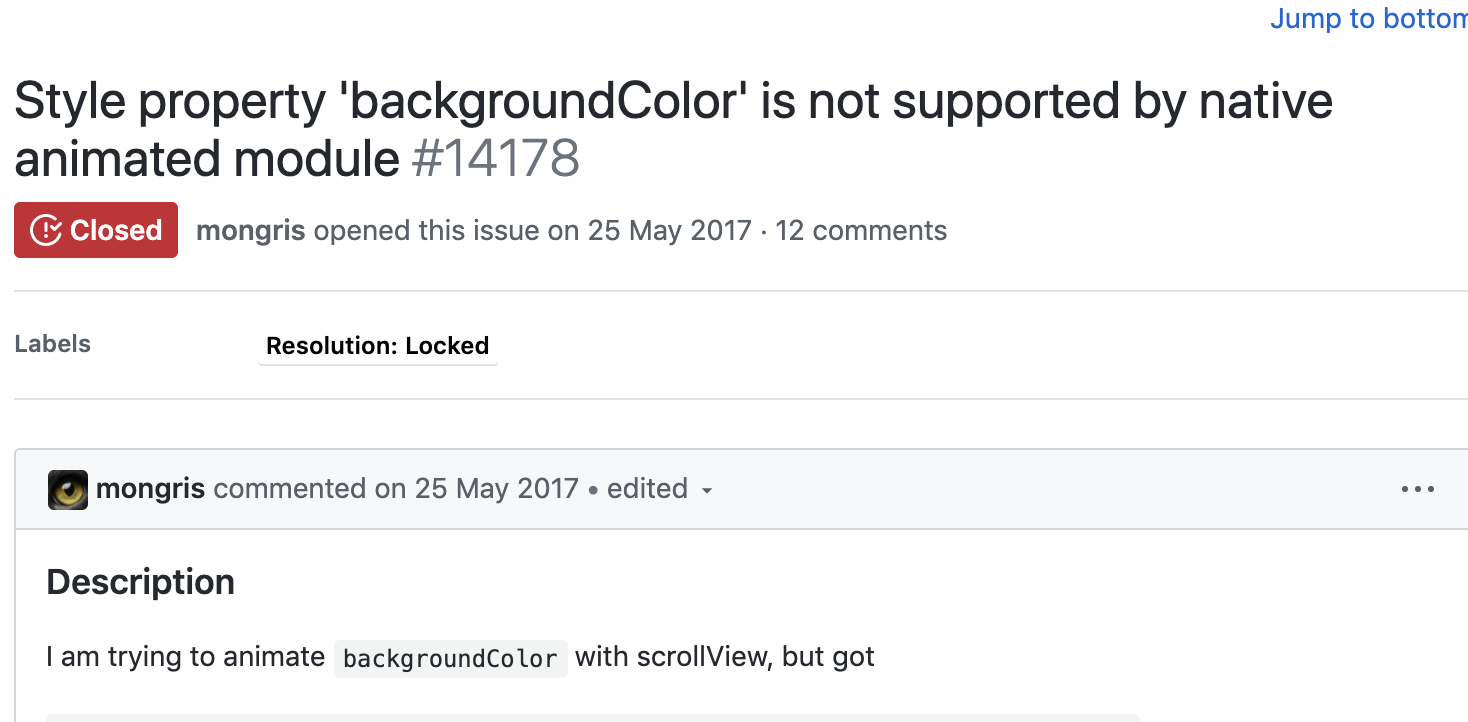 Jump to bottom
Style property 'backgroundColor' is not supported by native
animated module #14178
Closed mongris opened this issue on 25 May 2017 · 12 comments
Labels Resolution: Locked
mongris commented on 25 May 2017 • edited
Description
I am trying to animate backgroundColor with scrollView, but got